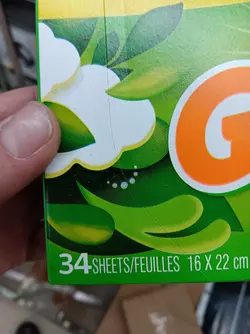 G
34 SHEETS/FEUILLES 16 X 22 cm